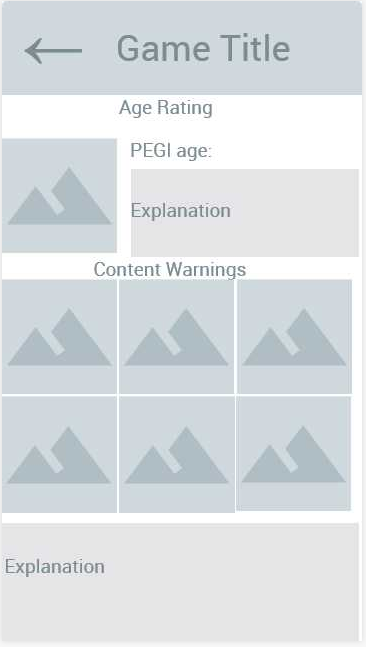 Game Title
Age Rating
PEGI age:
Explanation
Content Warnings
Explanation